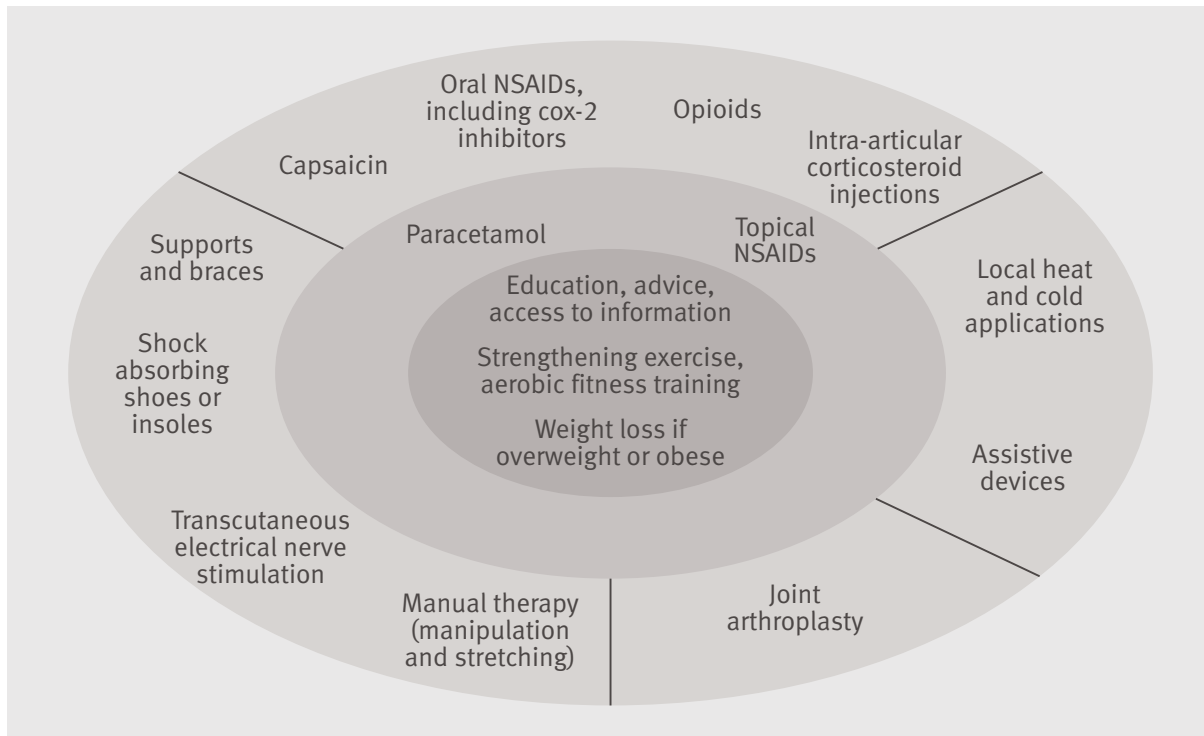 Oral NSAIDs,
including cox-2
inhibitors
Opioids
Intra-articular
corticosteroid
injections
Capsaicin
Supports
and braces
Paracetamol
Topical
NSAIDs
Local heat
and cold
applications
Education, advice,
access to information
Strengthening exercise,
aerobic fitness training
Weight loss if
overweight or obese
Shock
absorbing
shoes or
insoles
Assistive
devices
Transcutaneous
electrical nerve
stimulation
Manual therapy
(manipulation
and stretching)
Joint
arthroplasty